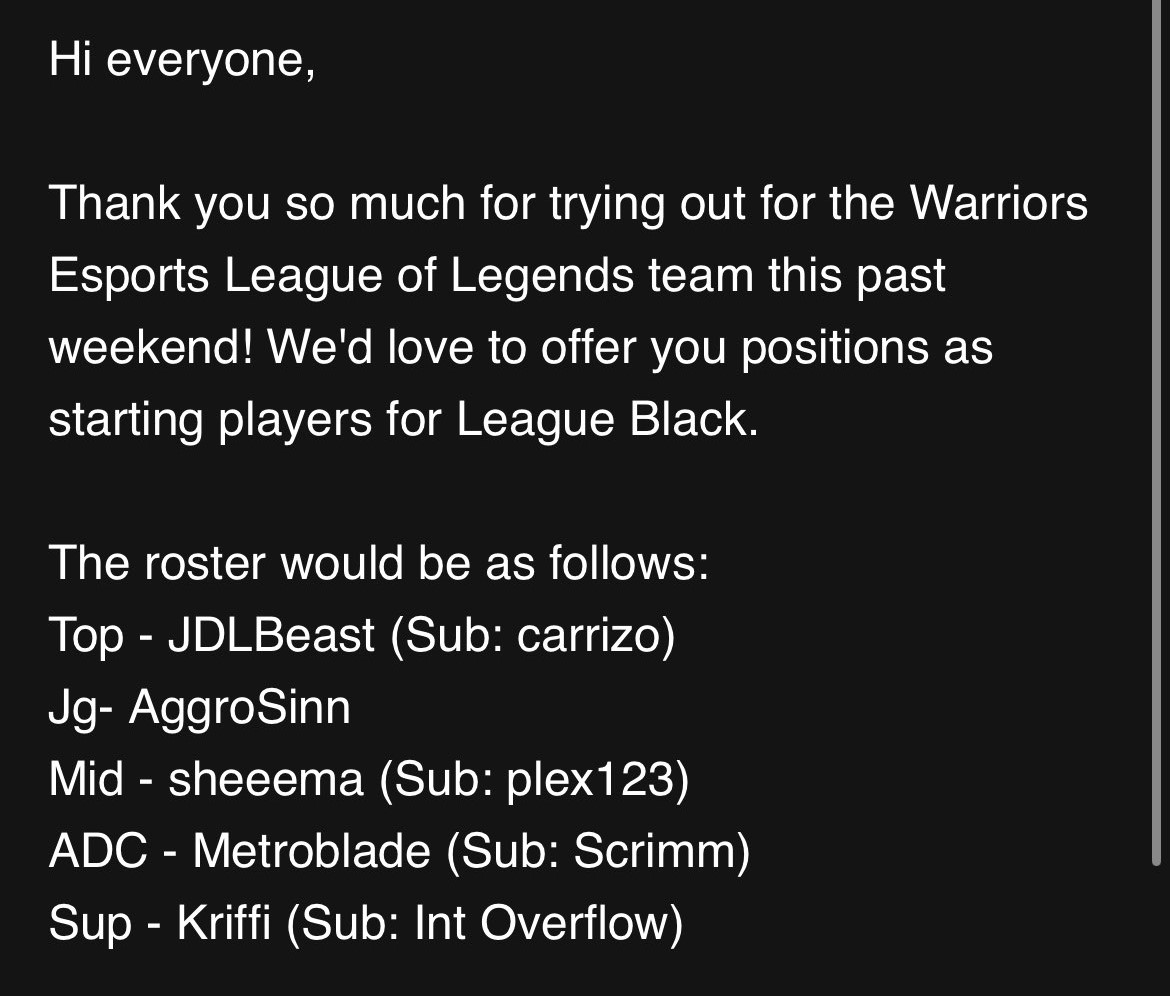 Hi everyone,
Thank you so much for trying out for the Warriors
Esports League of Legends team this past
weekend! We'd love to offer you positions as
starting players for League Black.
The roster would be as follows:
Top - JDLBeast (Sub: carrizo)
Jg- AggroSinn
Mid - sheeema (Sub: plex123)
ADC - Metroblade (Sub: Scrimm)
Sup - Kriffi (Sub: Int Overflow)